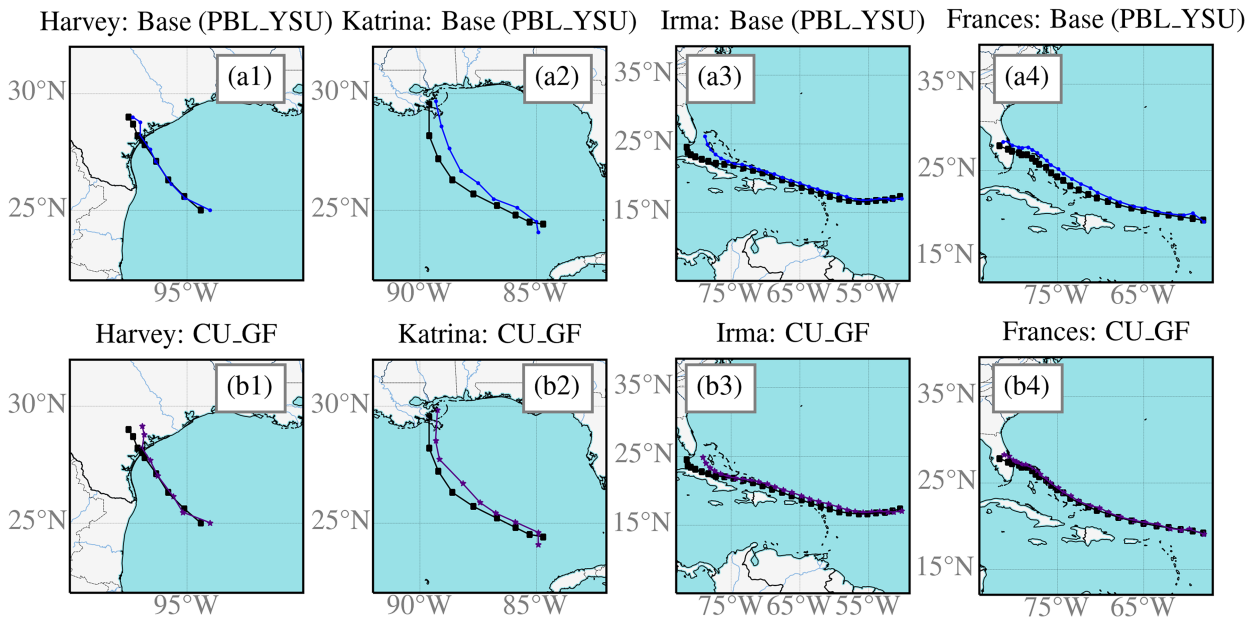 Harvey: Base (PBL_YSU) Katrina: Base (PBL_YSU) Irma: Base (PBL_YSU) Frances: Base (PBL_YSU)
(a1) (a2) (a3) (a4)
30°N 30°N 35°N 35°N
25°N 25°N
25°N 25°N 15°N 15°N
95°W 90°W 85°W 75°W 65°W 55°W 75°W 65°W
Harvey: CU_GF Katrina: CU_GF Irma: CU_GF Frances: CU_GF
(b1) (b2) (b3) (b4)
30°N 30°N 35°N 35°N
25°N 25°N
25°N 25°N 15°N 15°N
95°W 90°W 85°W 75°W 65°W 55°W 75°W 65°W